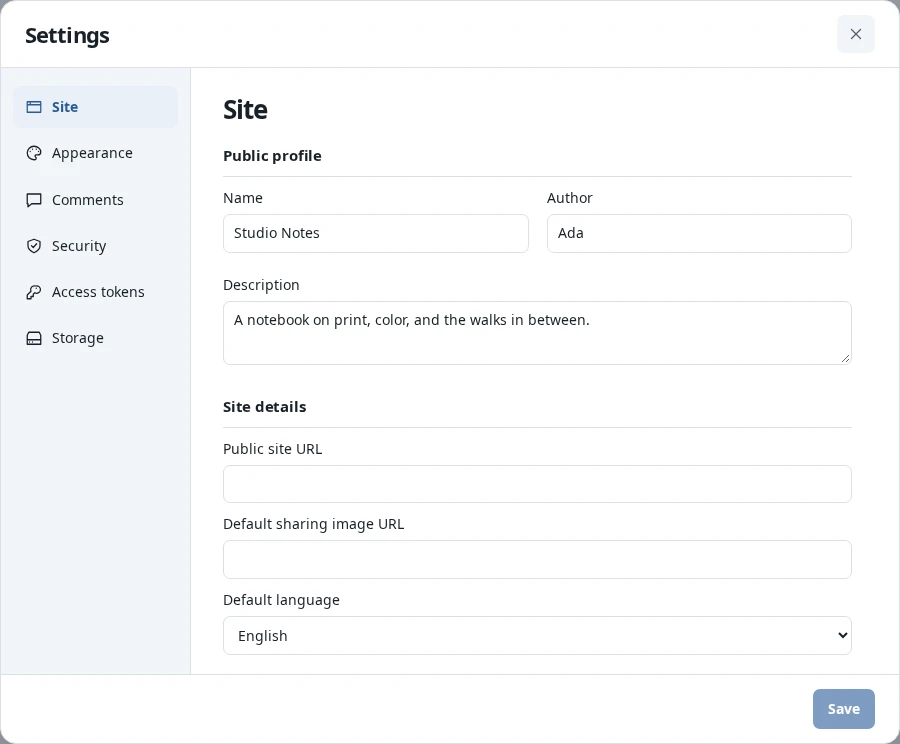 Settings
Site
Appearance
Comments
Security
Access tokens
Storage
Site
Public profile
Name
Author
Studio Notes
Ada
Description
A notebook on print, color, and the walks in between.
Site details
Public site URL
Default sharing image URL
Default language
English
Save